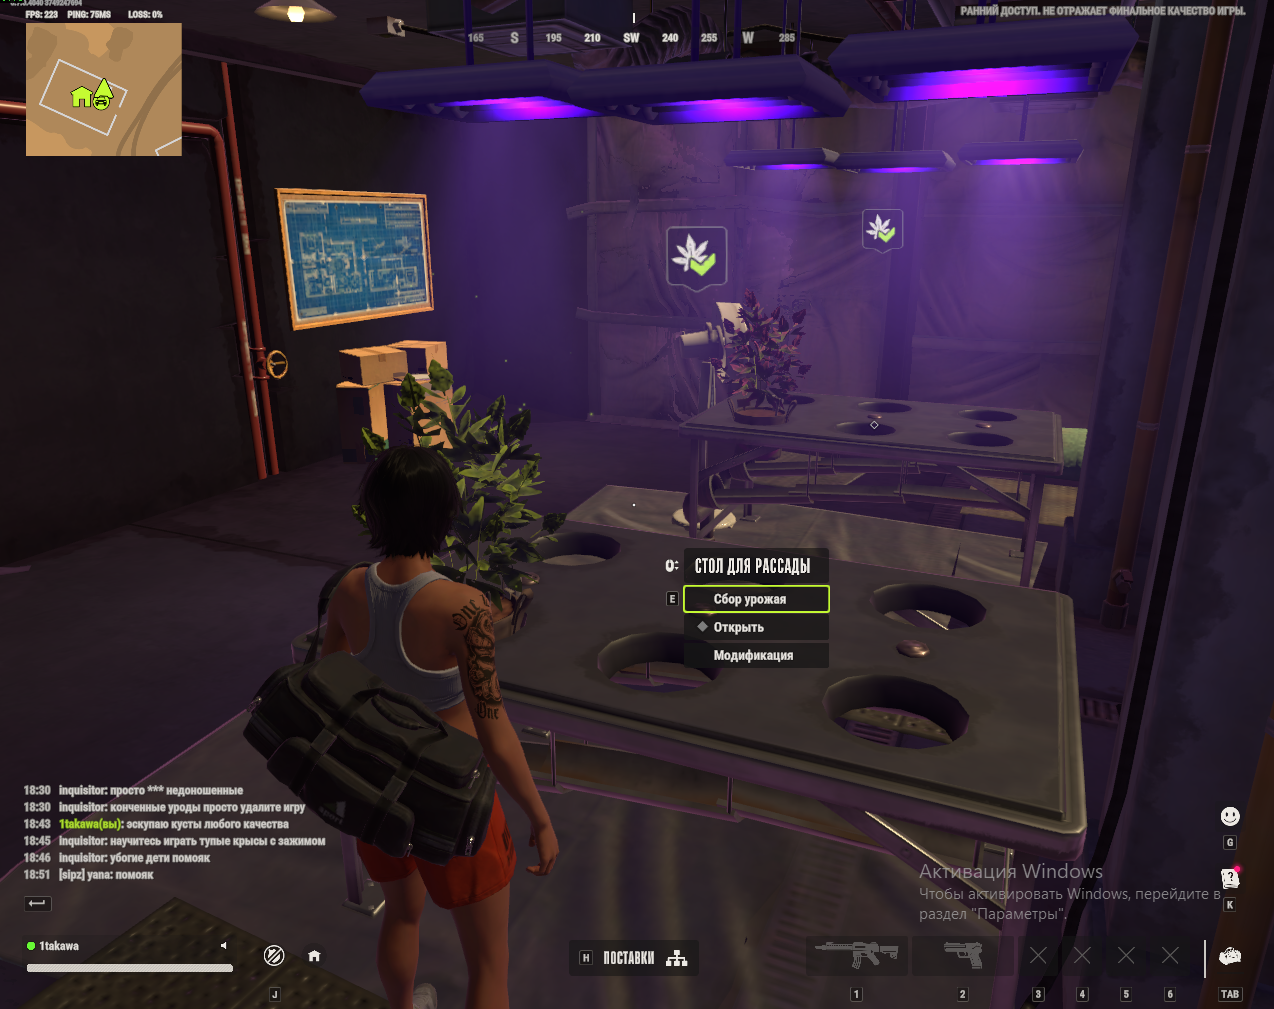 FPS: 223 PING: 75MS LOSS: 0%
РАННИЙ ДОСТУП. НЕ ОТРАЖАЕТ ФИНАЛЬНОЕ КАЧЕСТВО ИГРЫ.
165 S 195 210 SW 240 255 W 285
СТОЛ ДЛЯ РАССАДЫ
E Сбор урожая
Открыть
Модификация
One
One
18:30 inquisitor: просто *** недоношенные
18:30 inquisitor: конченные уроды просто удалите игру
18:43 1takawa(вы): эскупаю кусты любого качества
18:45 inquisitor: научитесь играть тупые крысы с зажимом
18:46 inquisitor: убогие дети помояк
18:51 [sipz] yana: помояк
G
K
Активация Windows
Чтобы активировать Windows, перейдите в
раздел "Параметры".
1takawa
J
H ПОСТАВКИ
1 2 3 4 5 6 TAB